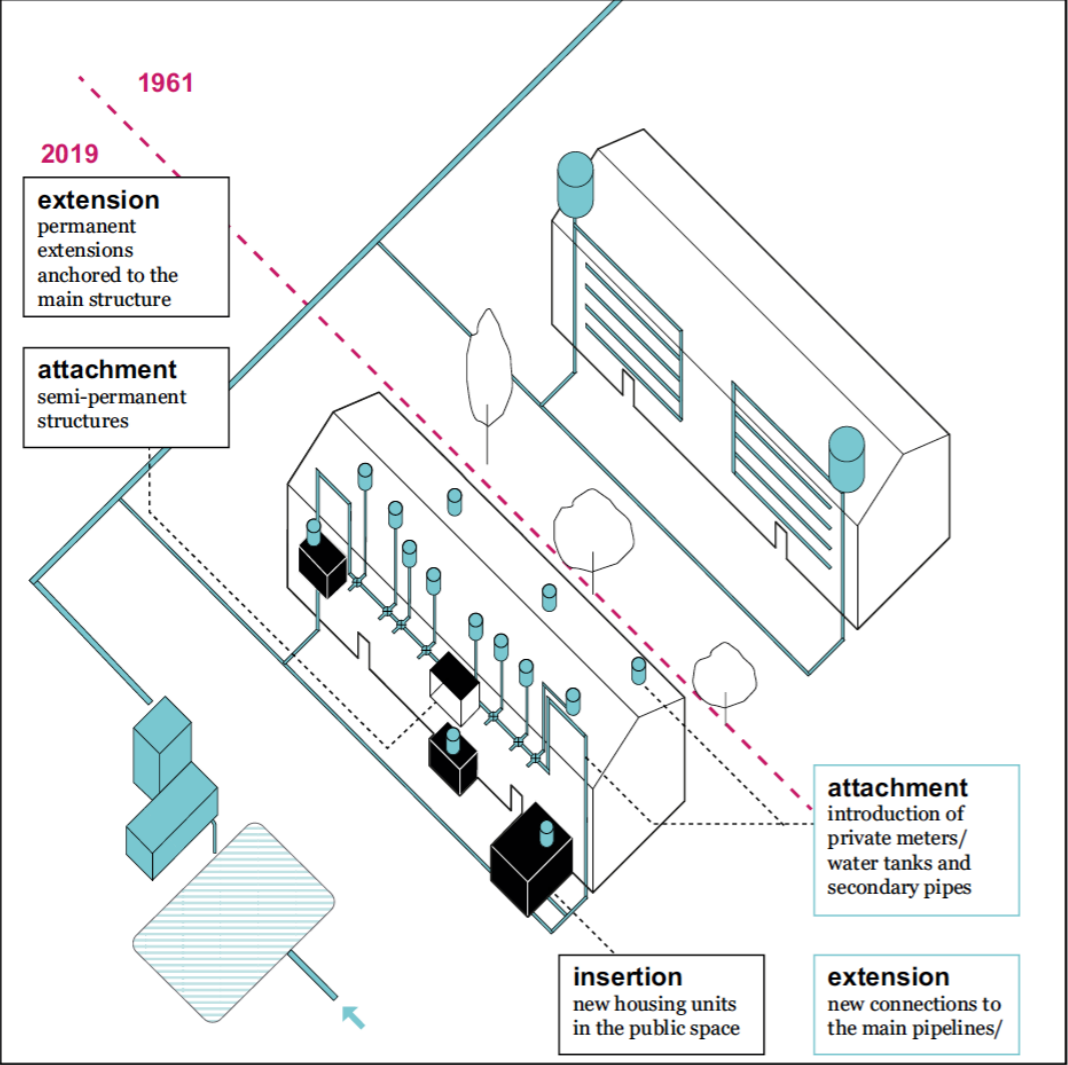 1961
2019
extension
permanent
extensions
anchored to the
main structure
attachment
semi-permanent
structures
attachment
introduction of
private meters/
water tanks and
secondary pipes
insertion
new housing units
in the public space
extension
new connections to
the main pipelines/